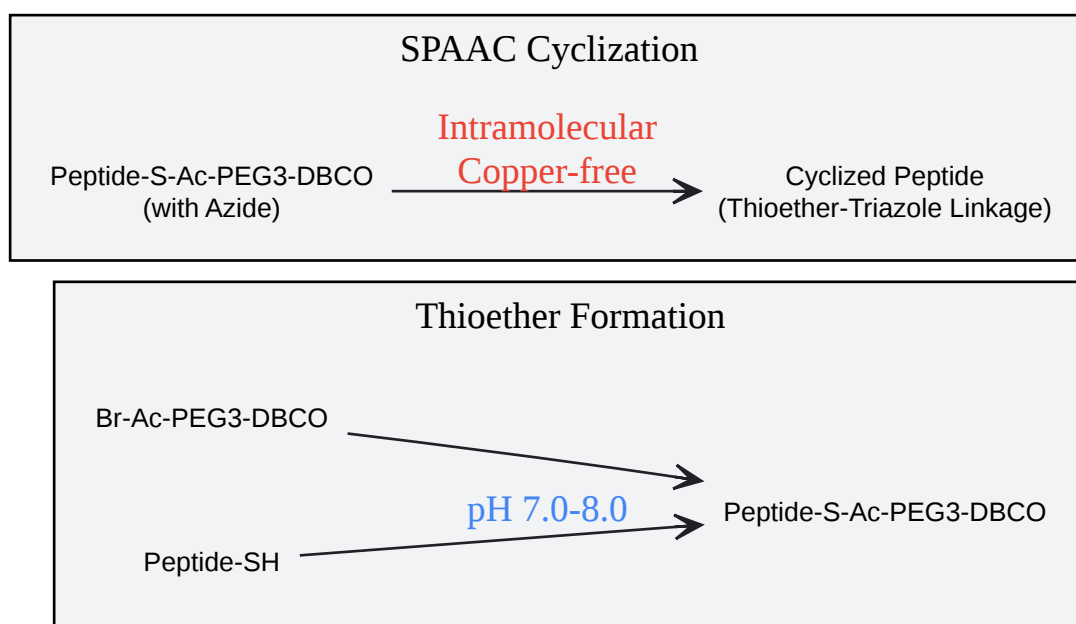 SPAAC Cyclization
Intramolecular
Copper-free
Peptide-S-Ac-PEG3-DBCO
(with Azide)
Cyclized Peptide
(Thioether-Triazole Linkage)
Thioether Formation
Br-Ac-PEG3-DBCO
pH 7.0-8.0
Peptide-S-Ac-PEG3-DBCO
Peptide-SH